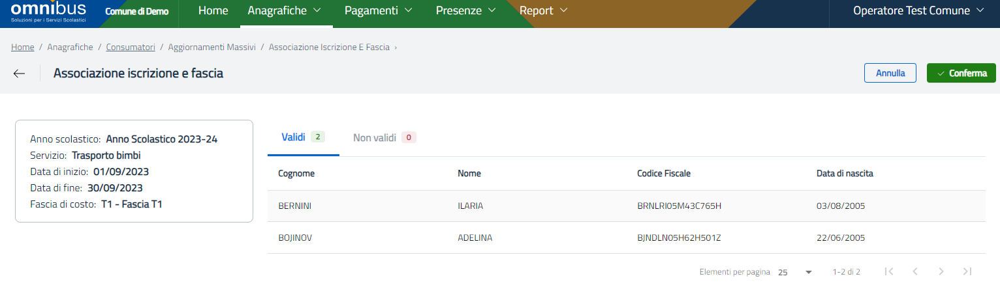 omnibus
Soluzioni per i Servizi Scolastici
Comune di Demo
Home Anagrafiche Pagamenti Presenze Report
Operatore Test Comune
Home / Anagrafiche / Consumatori / Aggiornamenti Massivi / Associazione Iscrizione E Fascia ›
← Associazione iscrizione e fascia
Annulla ✓ Conferma
Anno scolastico: Anno Scolastico 2023-24
Servizio: Trasporto bimbi
Data di inizio: 01/09/2023
Data di fine: 30/09/2023
Fascia di costo: T1 - Fascia T1
Validi 2 Non validi 0
Cognome Nome Codice Fiscale Data di nascita
BERNINI ILARIA BRNLRI05M43C765H 03/08/2005
BOJINOV ADELINA BJNDLN05H62H501Z 22/06/2005
Elementi per pagina 25 1-2 di 2